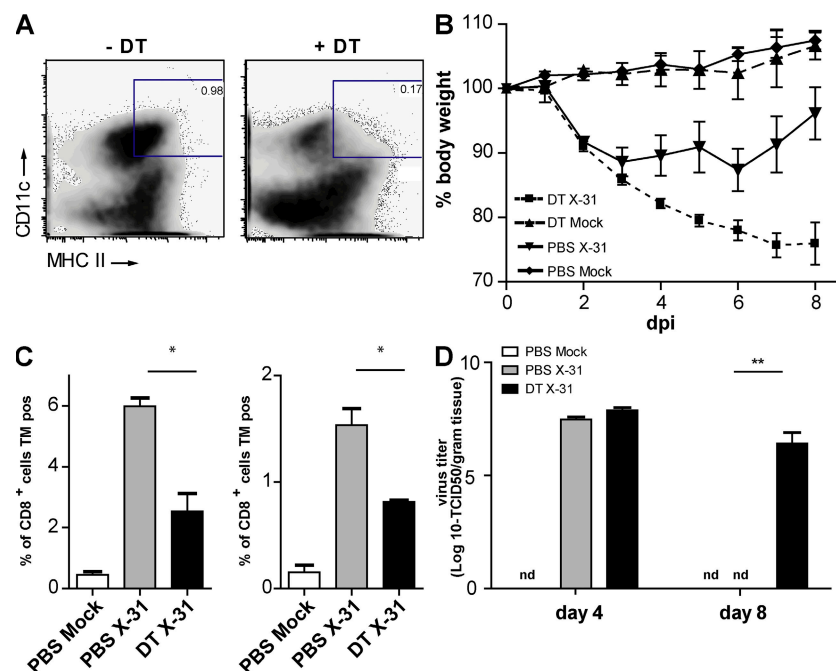 A
- DT
+ DT
0.98
0.17
CD11c
MHC II
B
% body weight
110
100
90
80
70
DT X-31
DT Mock
PBS X-31
PBS Mock
0 2 4 6 8
dpi
C
% of CD8 + cells TM pos
6
4
2
0
*
PBS Mock
PBS X-31
DT X-31
% of CD8 + cells TM pos
2
1
0
*
PBS Mock
PBS X-31
DT X-31
D
PBS Mock
PBS X-31
DT X-31
virus titer
(Log 10-TCID50/gram tissue)
10
5
0
**
nd
nd nd
day 4 day 8